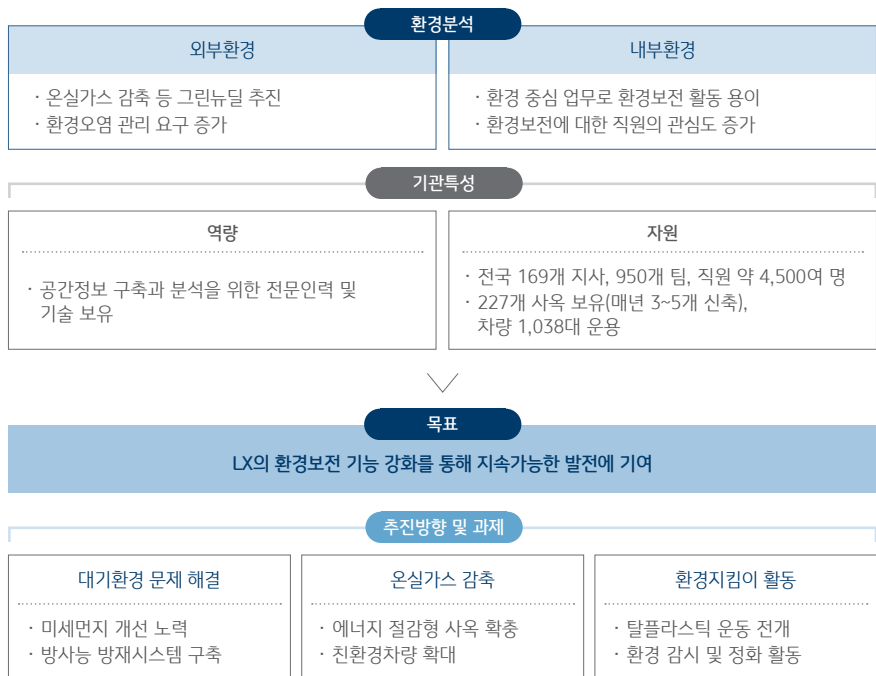 환경분석
외부환경
· 온실가스 감축 등 그린뉴딜 추진
· 환경오염 관리 요구 증가
내부환경
· 환경 중심 업무로 환경보전 활동 용이
· 환경보전에 대한 직원의 관심도 증가
기관특성
역량
· 공간정보 구축과 분석을 위한 전문인력 및
기술 보유
자원
· 전국 169개 지사, 950개 팀, 직원 약 4,500여 명
· 227개 사옥 보유(매년 3~5개 신축),
차량 1,038대 운용
목표
LX의 환경보전 기능 강화를 통해 지속가능한 발전에 기여
추진방향 및 과제
대기환경 문제 해결
· 미세먼지 개선 노력
· 방사능 방재시스템 구축
온실가스 감축
· 에너지 절감형 사옥 확충
· 친환경차량 확대
환경지킴이 활동
· 탈플라스틱 운동 전개
· 환경 감시 및 정화 활동